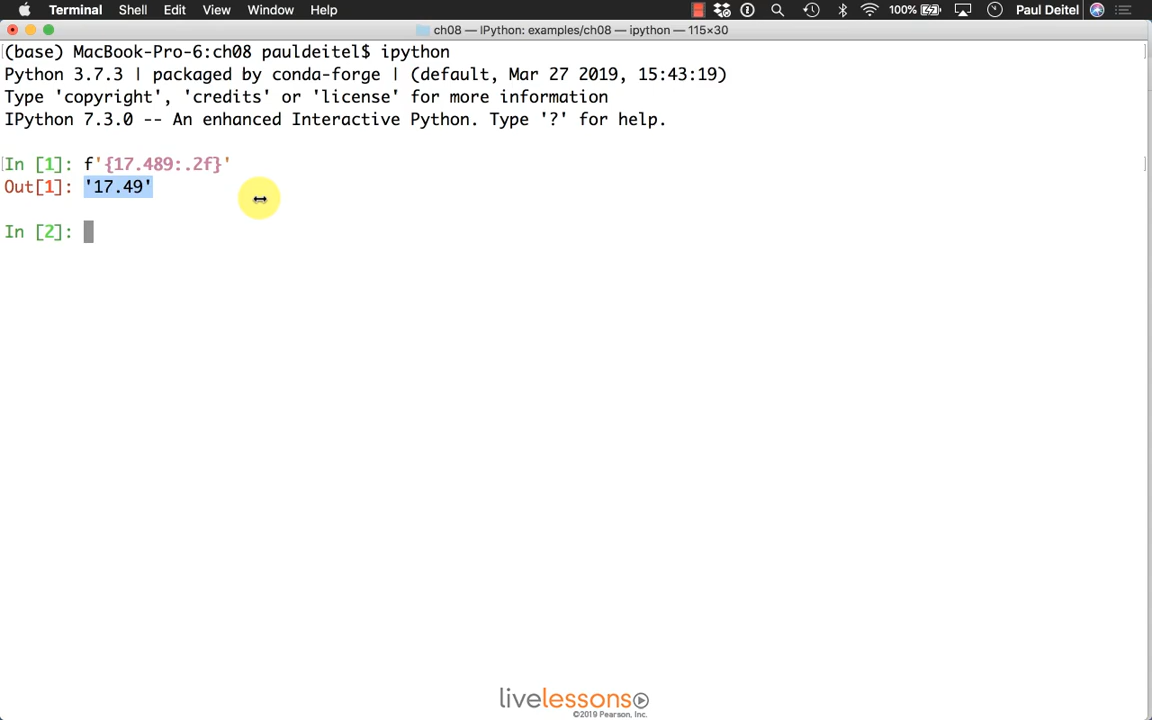 Terminal Shell Edit View Window Help 100% Paul Deitel
ch08 — IPython: examples/ch08 — ipython — 115×30
(base) MacBook-Pro-6:ch08 pauldeitel$ ipython
Python 3.7.3 | packaged by conda-forge | (default, Mar 27 2019, 15:43:19)
Type 'copyright', 'credits' or 'license' for more information
IPython 7.3.0 -- An enhanced Interactive Python. Type '?' for help.
In [1]: f'{17.489:.2f}'
Out[1]: '17.49'
In [2]:
livelessons
©2019 Pearson, Inc.